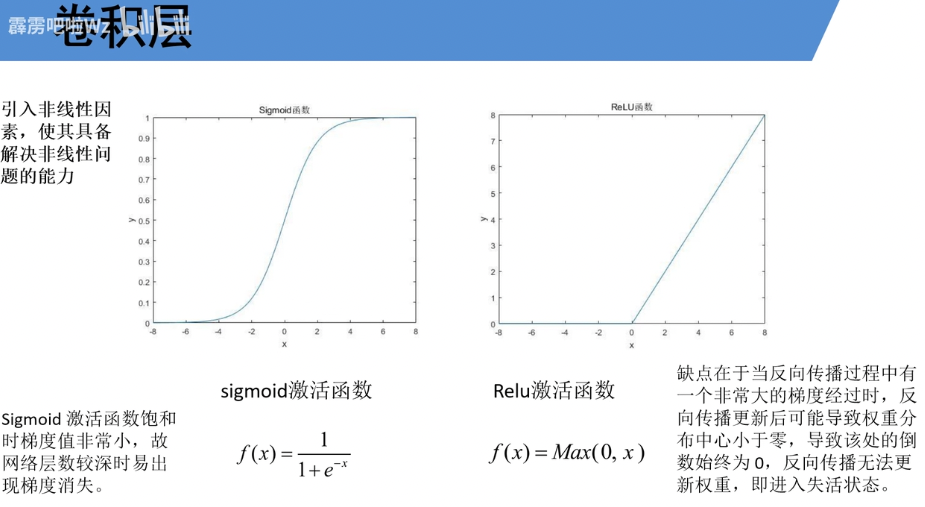 霹雳吧啦Wz bilibili
卷积层
引入非线性因
素，使其具备
解决非线性问
题的能力
Sigmoid函数
1
0.9
0.8
0.7
0.6
0.5
0.4
0.3
0.2
0.1
0
y
-8 -6 -4 -2 0 2 4 6 8
x
ReLU函数
8
7
6
5
4
3
2
1
0
y
-8 -6 -4 -2 0 2 4 6 8
x
sigmoid激活函数
f(x) = 1 / (1 + e^{-x})
Sigmoid 激活函数饱和
时梯度值非常小，故
网络层数较深时易出
现梯度消失。
Relu激活函数
f(x) = Max(0, x)
缺点在于当反向传播过程中有
一个非常大的梯度经过时，反
向传播更新后可能导致权重分
布中心小于零，导致该处的倒
数始终为 0，反向传播无法更
新权重，即进入失活状态。